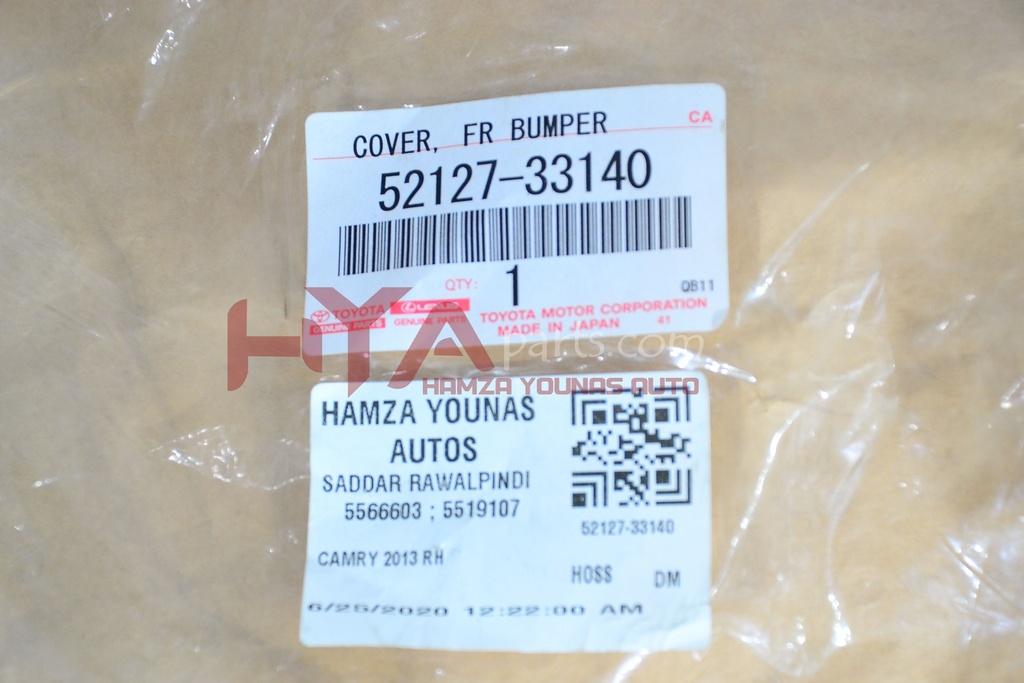 CA
COVER, FR BUMPER
52127-33140
QTY: 1
QB11
TOYOTA LEXUS
GENUINE PARTS GENUINE PARTS
TOYOTA MOTOR CORPORATION
MADE IN JAPAN 41
HYA parts.com
HAMZA YOUNAS AUTO
HAMZA YOUNAS
AUTOS
SADDAR RAWALPINDI
5566603 ; 5519107
52127-33140
CAMRY 2013 RH
HOSS DM
6/25/2020 12:22:00 AM